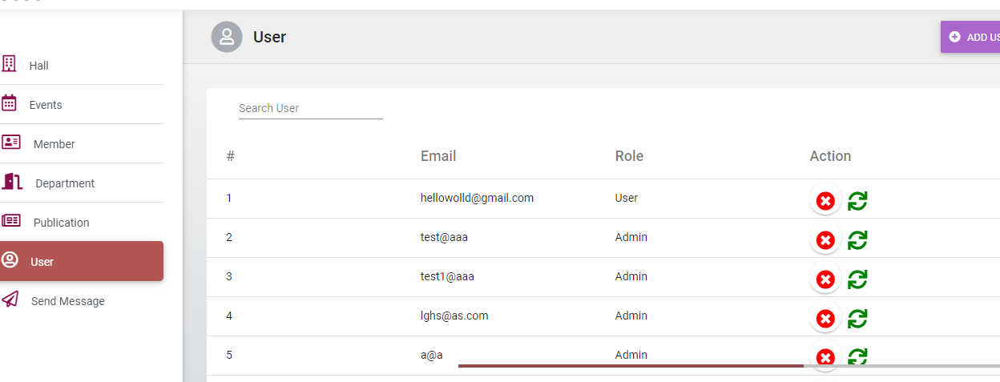 User
ADD US
Hall
Events
Member
Department
Publication
User
Send Message
Search User
# Email Role Action
1 hellowolld@gmail.com User
2 test@aaa Admin
3 test1@aaa Admin
4 lghs@as.com Admin
5 a@a Admin